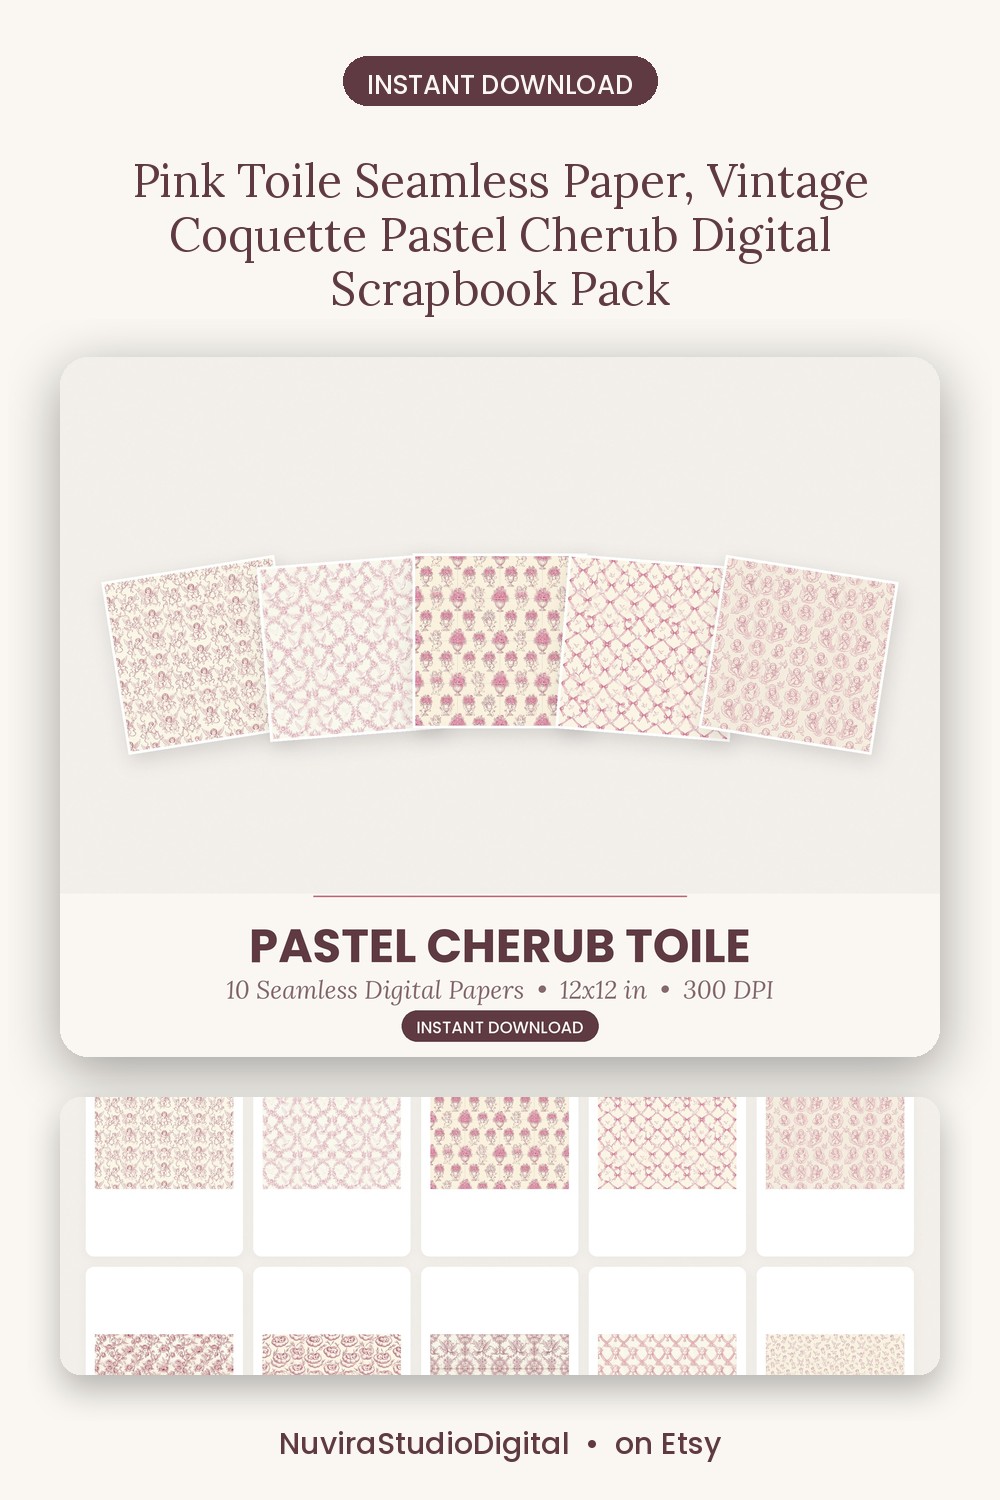 INSTANT DOWNLOAD
Pink Toile Seamless Paper, Vintage
Coquette Pastel Cherub Digital
Scrapbook Pack
PASTEL CHERUB TOILE
10 Seamless Digital Papers • 12x12 in • 300 DPI
INSTANT DOWNLOAD
NuviraStudioDigital • on Etsy